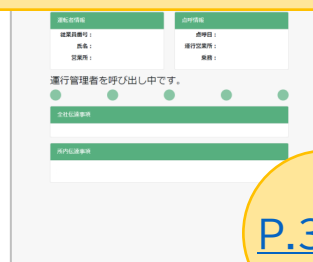 運転者情報
従業員番号：
氏名：
営業所：
点呼情報
点呼日：
運行営業所：
乗務：
運行管理者を呼び出し中です。
全社伝達事項
所内伝達事項
P.3